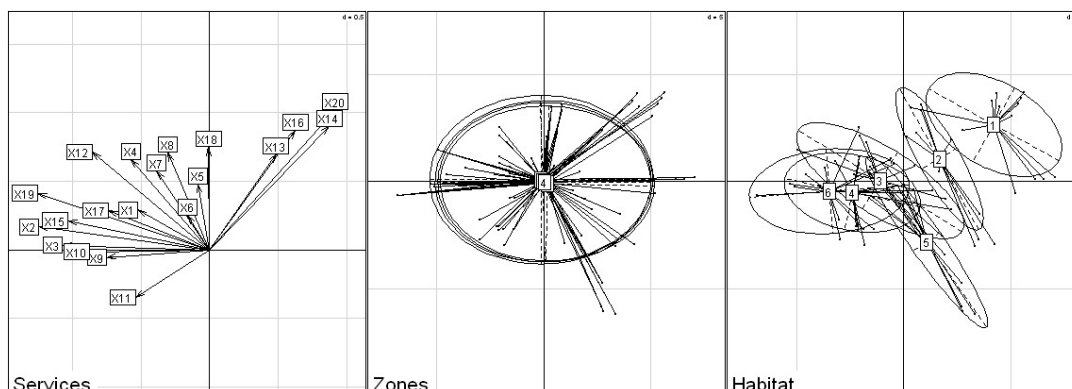 d = 0.5
X20
X14
X16
X13
X18
X8
X4
X12
X7
X5
X19
X6
X17
X1
X15
X2
X3
X10
X9
X11
Services
d = 5
4
Zones
d
1
2
3
6
4
5
Habitat